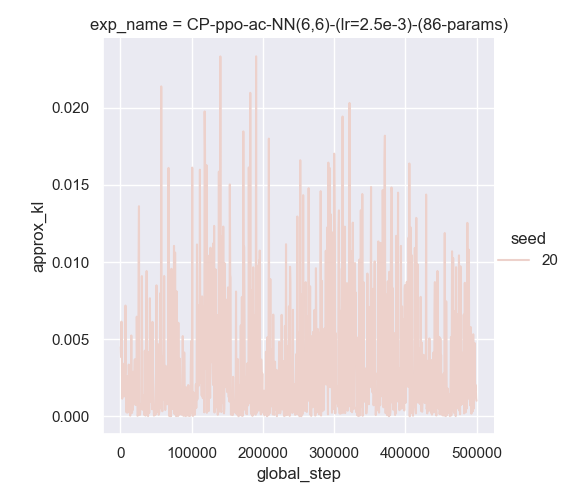 exp_name = CP-ppo-ac-NN(6,6)-(lr=2.5e-3)-(86-params)
approx_kl
0.020
0.015
0.010
0.005
0.000
seed
20
0 100000 200000 300000 400000 500000
global_step